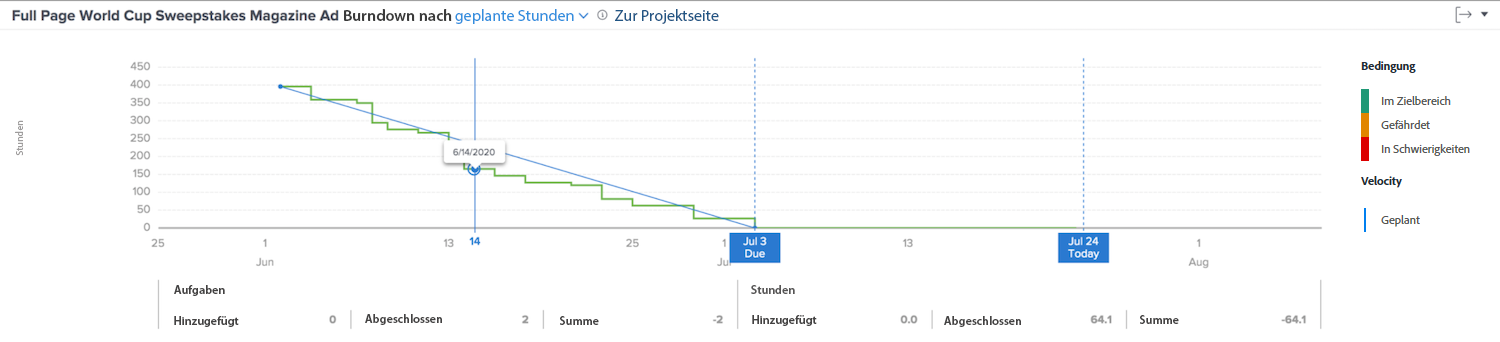 Full Page World Cup Sweepstakes Magazine Ad Burndown nach geplante Stunden Zur Projektseite
Stunden
450
400
350
300
250
200
150
100
50
0
6/14/2020
25 1 13 14 25 1 13 1
Jun Aug
Jul 3
Due
Jul 24
Today
Bedingung
Im Zielbereich
Gefährdet
In Schwierigkeiten
Velocity
Geplant
Aufgaben
Hinzugefügt 0 Abgeschlossen 2 Summe -2
Stunden
Hinzugefügt 0.0 Abgeschlossen 64.1 Summe -64.1